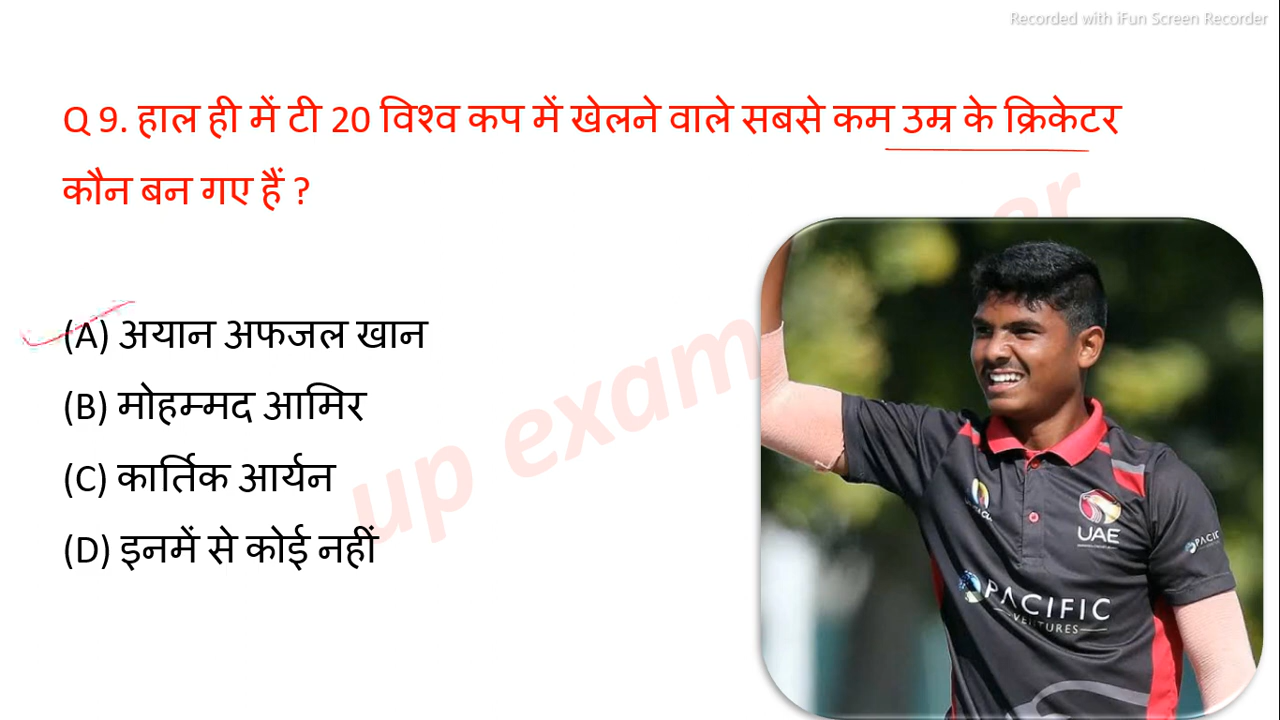 Recorded with iFun Screen Recorder
Q 9. हाल ही में टी 20 विश्व कप में खेलने वाले सबसे कम उम्र के क्रिकेटर
कौन बन गए हैं ?
(A) अयान अफजल खान
(B) मोहम्मद आमिर
(C) कार्तिक आर्यन
(D) इनमें से कोई नहीं
up exam
UAE
PACIFIC
VENTURES
PACIFIC